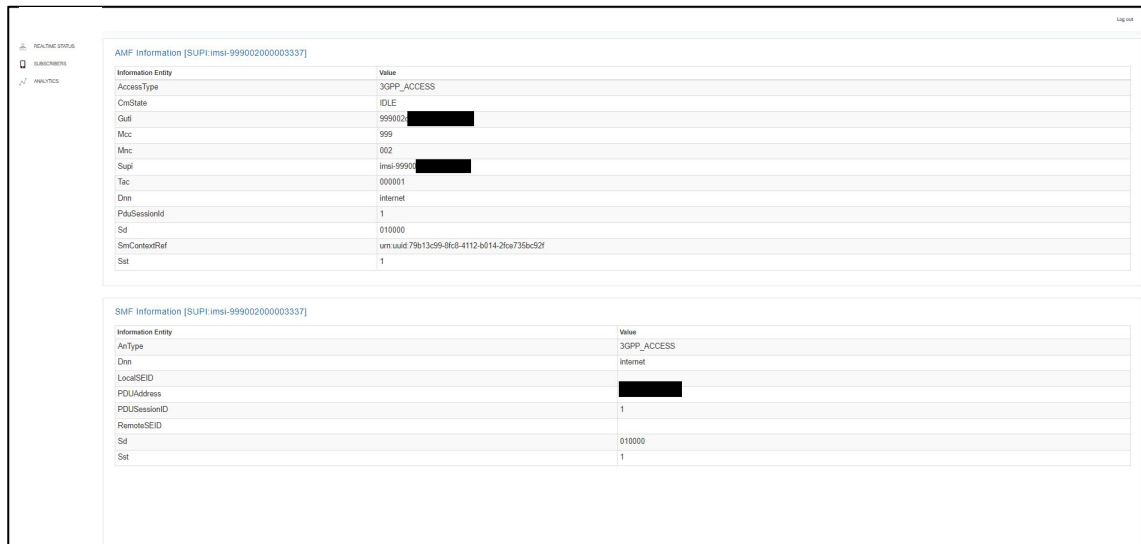 Log out
REALTIME STATUS
SUBSCRIBERS
ANALYTICS
AMF Information [SUPI:imsi-999002000003337]
Information Entity Value
AccessType 3GPP_ACCESS
CmState IDLE
Guti 999002
Mcc 999
Mnc 002
Supi imsi-99900
Tac 000001
Dnn internet
PduSessionId 1
Sd 010000
SmContextRef urn:uuid:79b13c99-8fc8-4112-b014-2fce735bc92f
Sst 1
SMF Information [SUPI:imsi-999002000003337]
Information Entity Value
AnType 3GPP_ACCESS
Dnn internet
LocalSEID
PDUAddress
PDUSessionID 1
RemoteSEID
Sd 010000
Sst 1